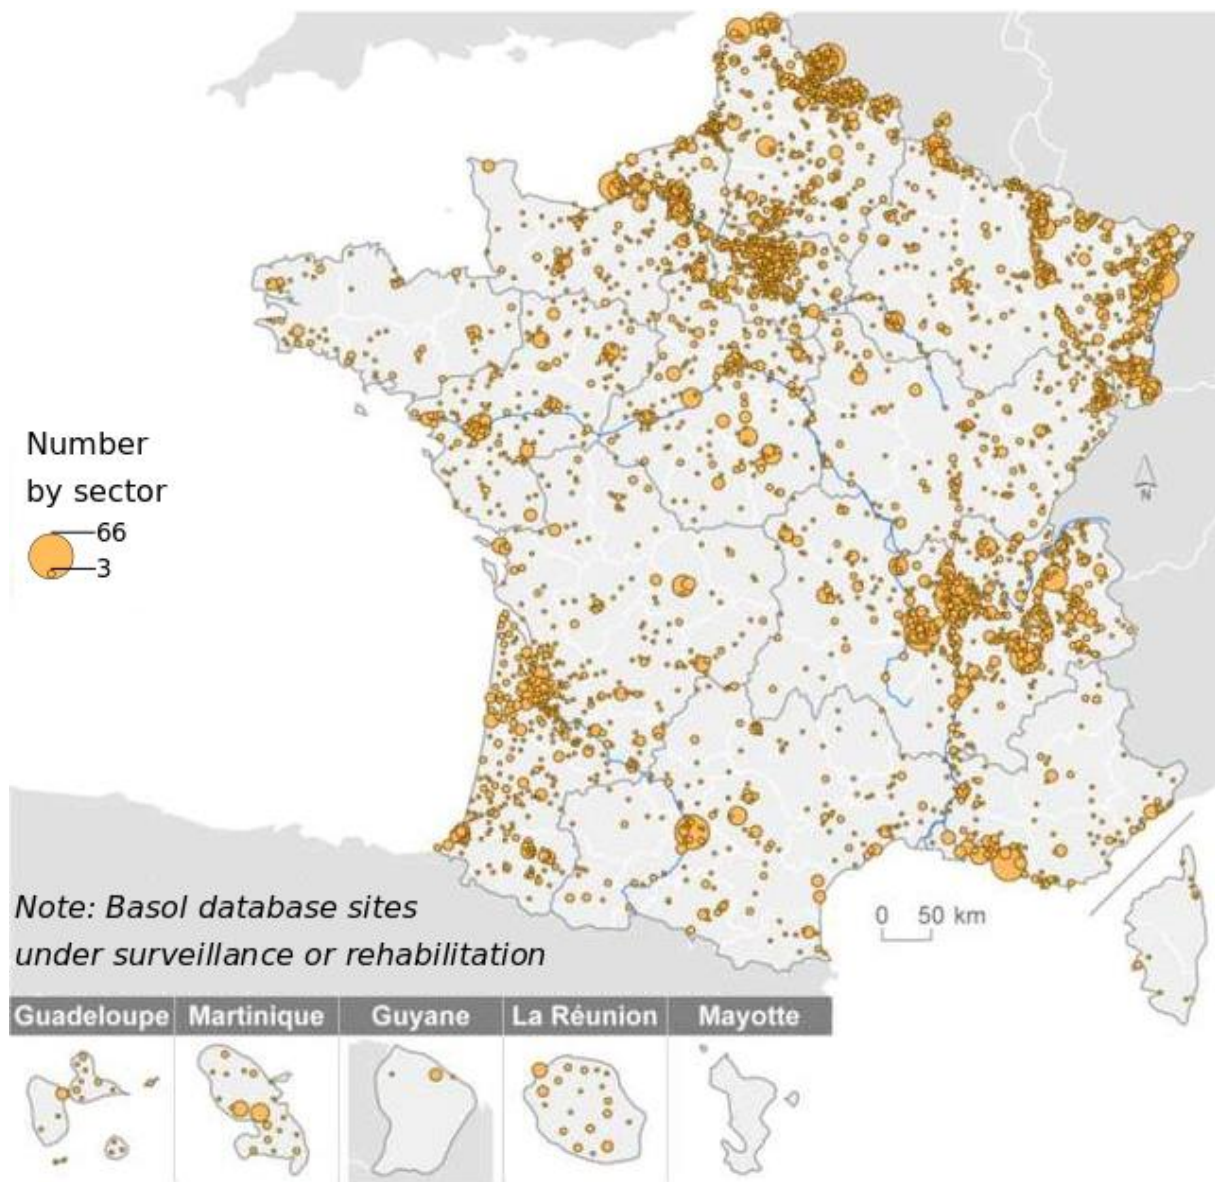 Number
by sector
66
3
N
0 50 km
Note: Basol database sites
under surveillance or rehabilitation
Guadeloupe Martinique Guyane La Réunion Mayotte